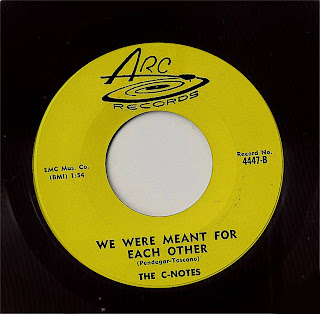 ARC
RECORDS
EMC Mus. Co.
(BMI) 1:54
Record No.
4447-B
WE WERE MEANT FOR
EACH OTHER
(Pendagar-Toscano)
THE C-NOTES